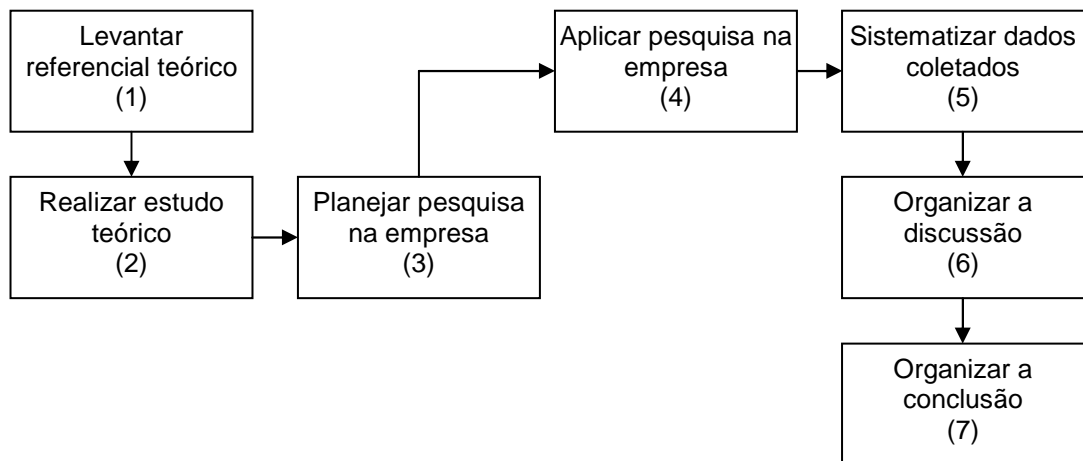 Levantar
referencial teórico
(1)
Realizar estudo
teórico
(2)
Planejar pesquisa
na empresa
(3)
Aplicar pesquisa na
empresa
(4)
Sistematizar dados
coletados
(5)
Organizar a
discussão
(6)
Organizar a
conclusão
(7)